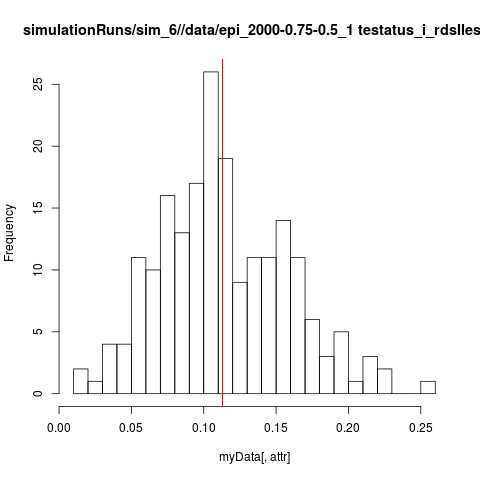 simulationRuns/sim_6//data/epi_2000-0.75-0.5_1 testatus_i_rdslles
Frequency
25
20
15
10
5
0
0.00 0.05 0.10 0.15 0.20 0.25
myData[, attr]